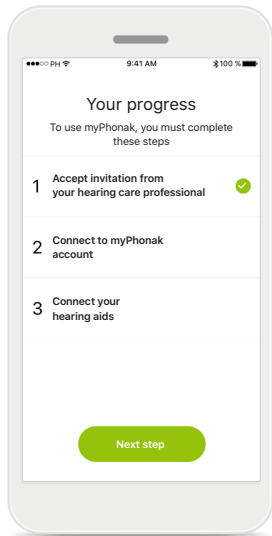 PH 9:41 AM 100 %
Your progress
To use myPhonak, you must complete
these steps
1 Accept invitation from
your hearing care professional
2 Connect to myPhonak
account
3 Connect your
hearing aids
Next step